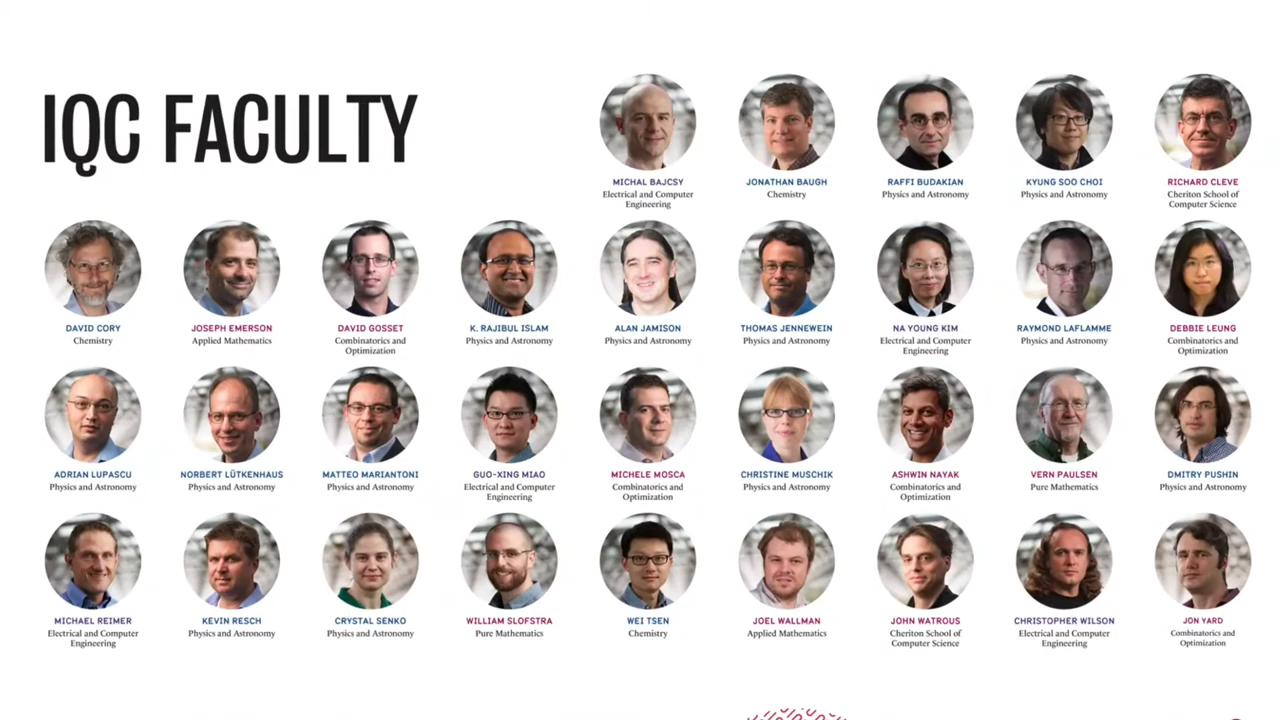 IQC FACULTY
MICHAL BAJCSY
Electrical and Computer
Engineering
JONATHAN BAUGH
Chemistry
RAFFI BUDAKIAN
Physics and Astronomy
KYUNG SOO CHOI
Physics and Astronomy
RICHARD CLEVE
Cheriton School of
Computer Science
DAVID CORY
Chemistry
JOSEPH EMERSON
Applied Mathematics
DAVID GOSSET
Combinatorics and
Optimization
K. RAJIBUL ISLAM
Physics and Astronomy
ALAN JAMISON
Physics and Astronomy
THOMAS JENNEWEIN
Physics and Astronomy
NA YOUNG KIM
Electrical and Computer
Engineering
RAYMOND LAFLAMME
Physics and Astronomy
DEBBIE LEUNG
Combinatorics and
Optimization
ADRIAN LUPASCU
Physics and Astronomy
NORBERT LÜTKENHAUS
Physics and Astronomy
MATTEO MARIANTONI
Physics and Astronomy
GUO-XING MIAO
Electrical and Computer
Engineering
MICHELE MOSCA
Combinatorics and
Optimization
CHRISTINE MUSCHIK
Physics and Astronomy
ASHWIN NAYAK
Combinatorics and
Optimization
VERN PAULSEN
Pure Mathematics
DMITRY PUSHIN
Physics and Astronomy
MICHAEL REIMER
Electrical and Computer
Engineering
KEVIN RESCH
Physics and Astronomy
CRYSTAL SENKO
Physics and Astronomy
WILLIAM SLOFSTRA
Pure Mathematics
WEI TSEN
Chemistry
JOEL WALLMAN
Applied Mathematics
JOHN WATROUS
Cheriton School of
Computer Science
CHRISTOPHER WILSON
Electrical and Computer
Engineering
JON YARD
Combinatorics and
Optimization